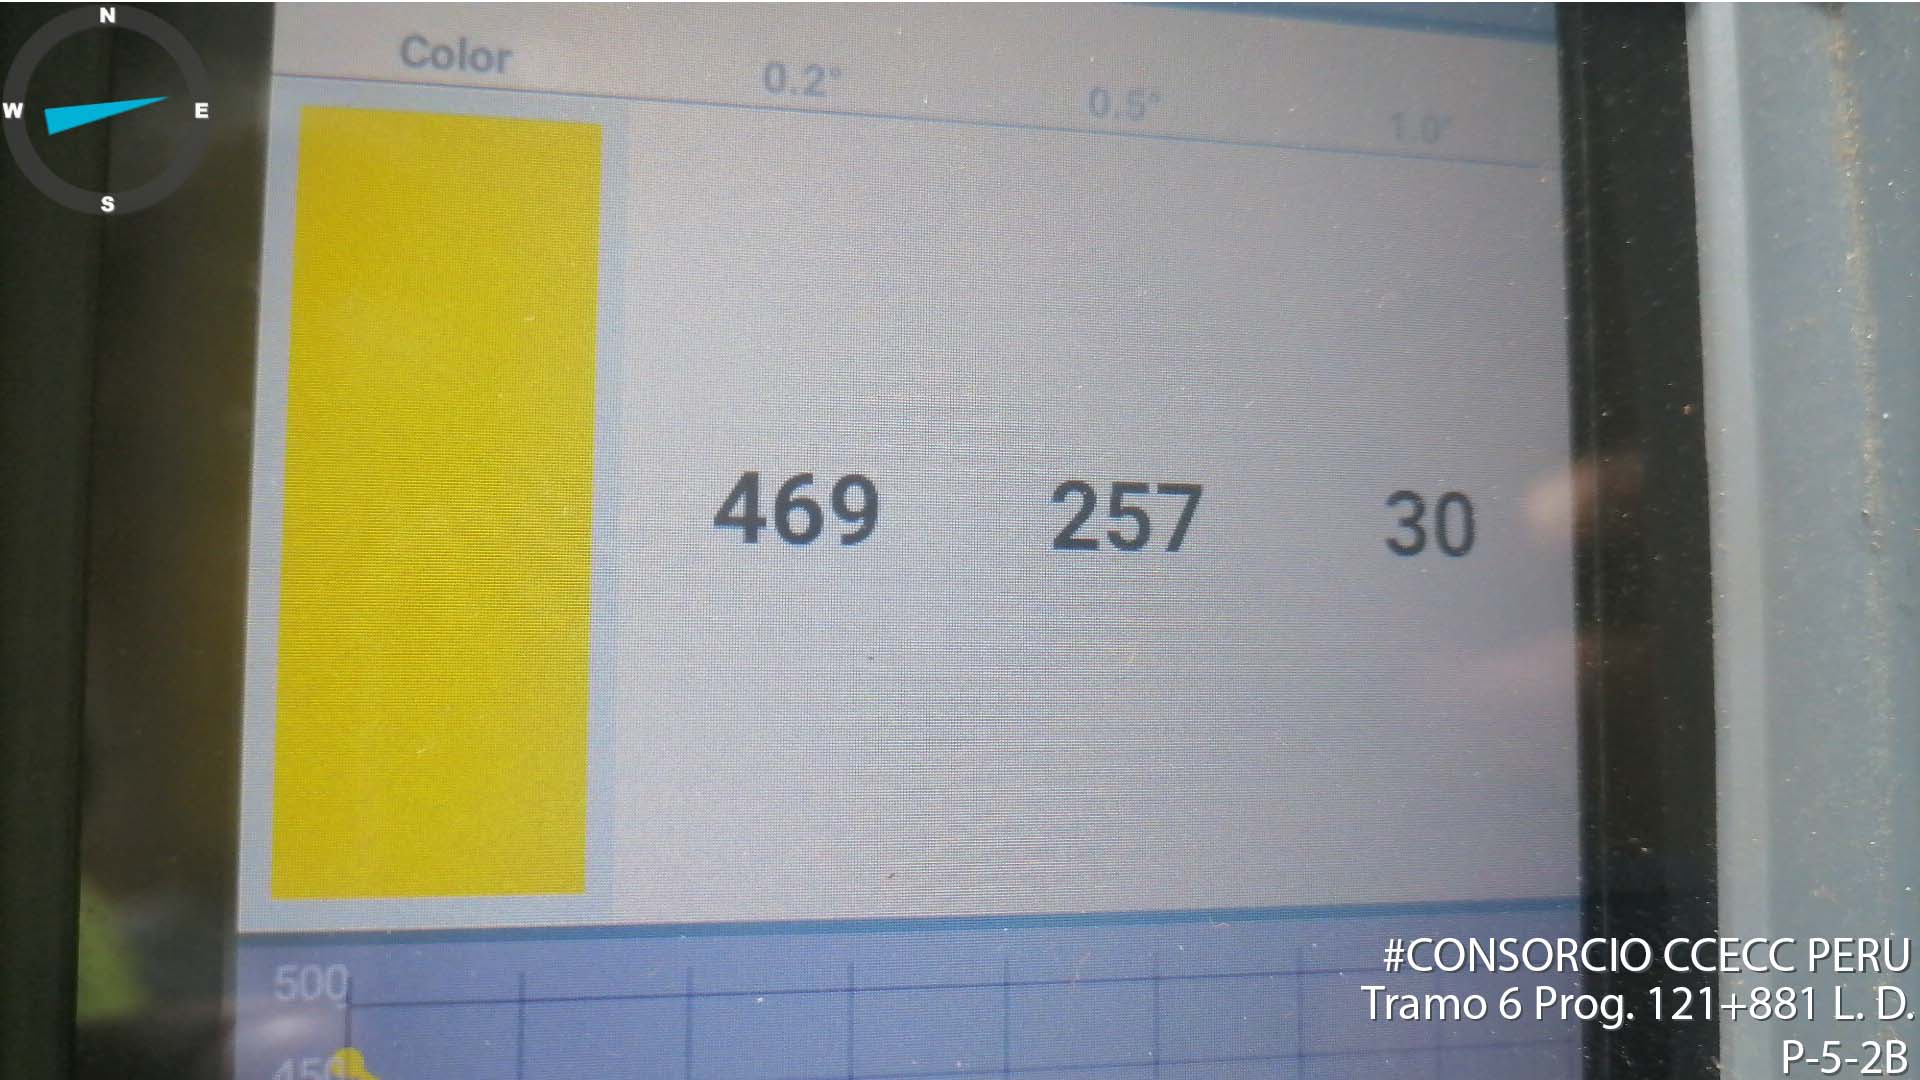 N
W
E
S
Color 0.2° 0.5° 1.0°
469 257 30
500
450
#CONSORCIO CCECC PERU
Tramo 6 Prog. 121+881 L. D.
P-5-2B